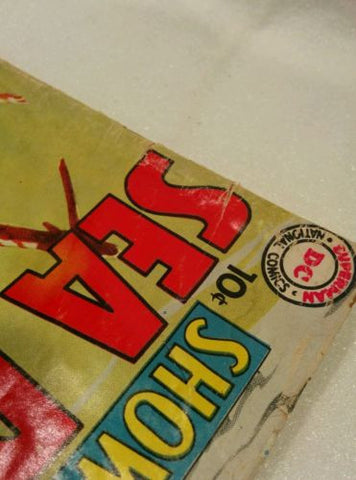 SHOW
SEA
10¢
SUPERMAN
DC
NATIONAL COMICS